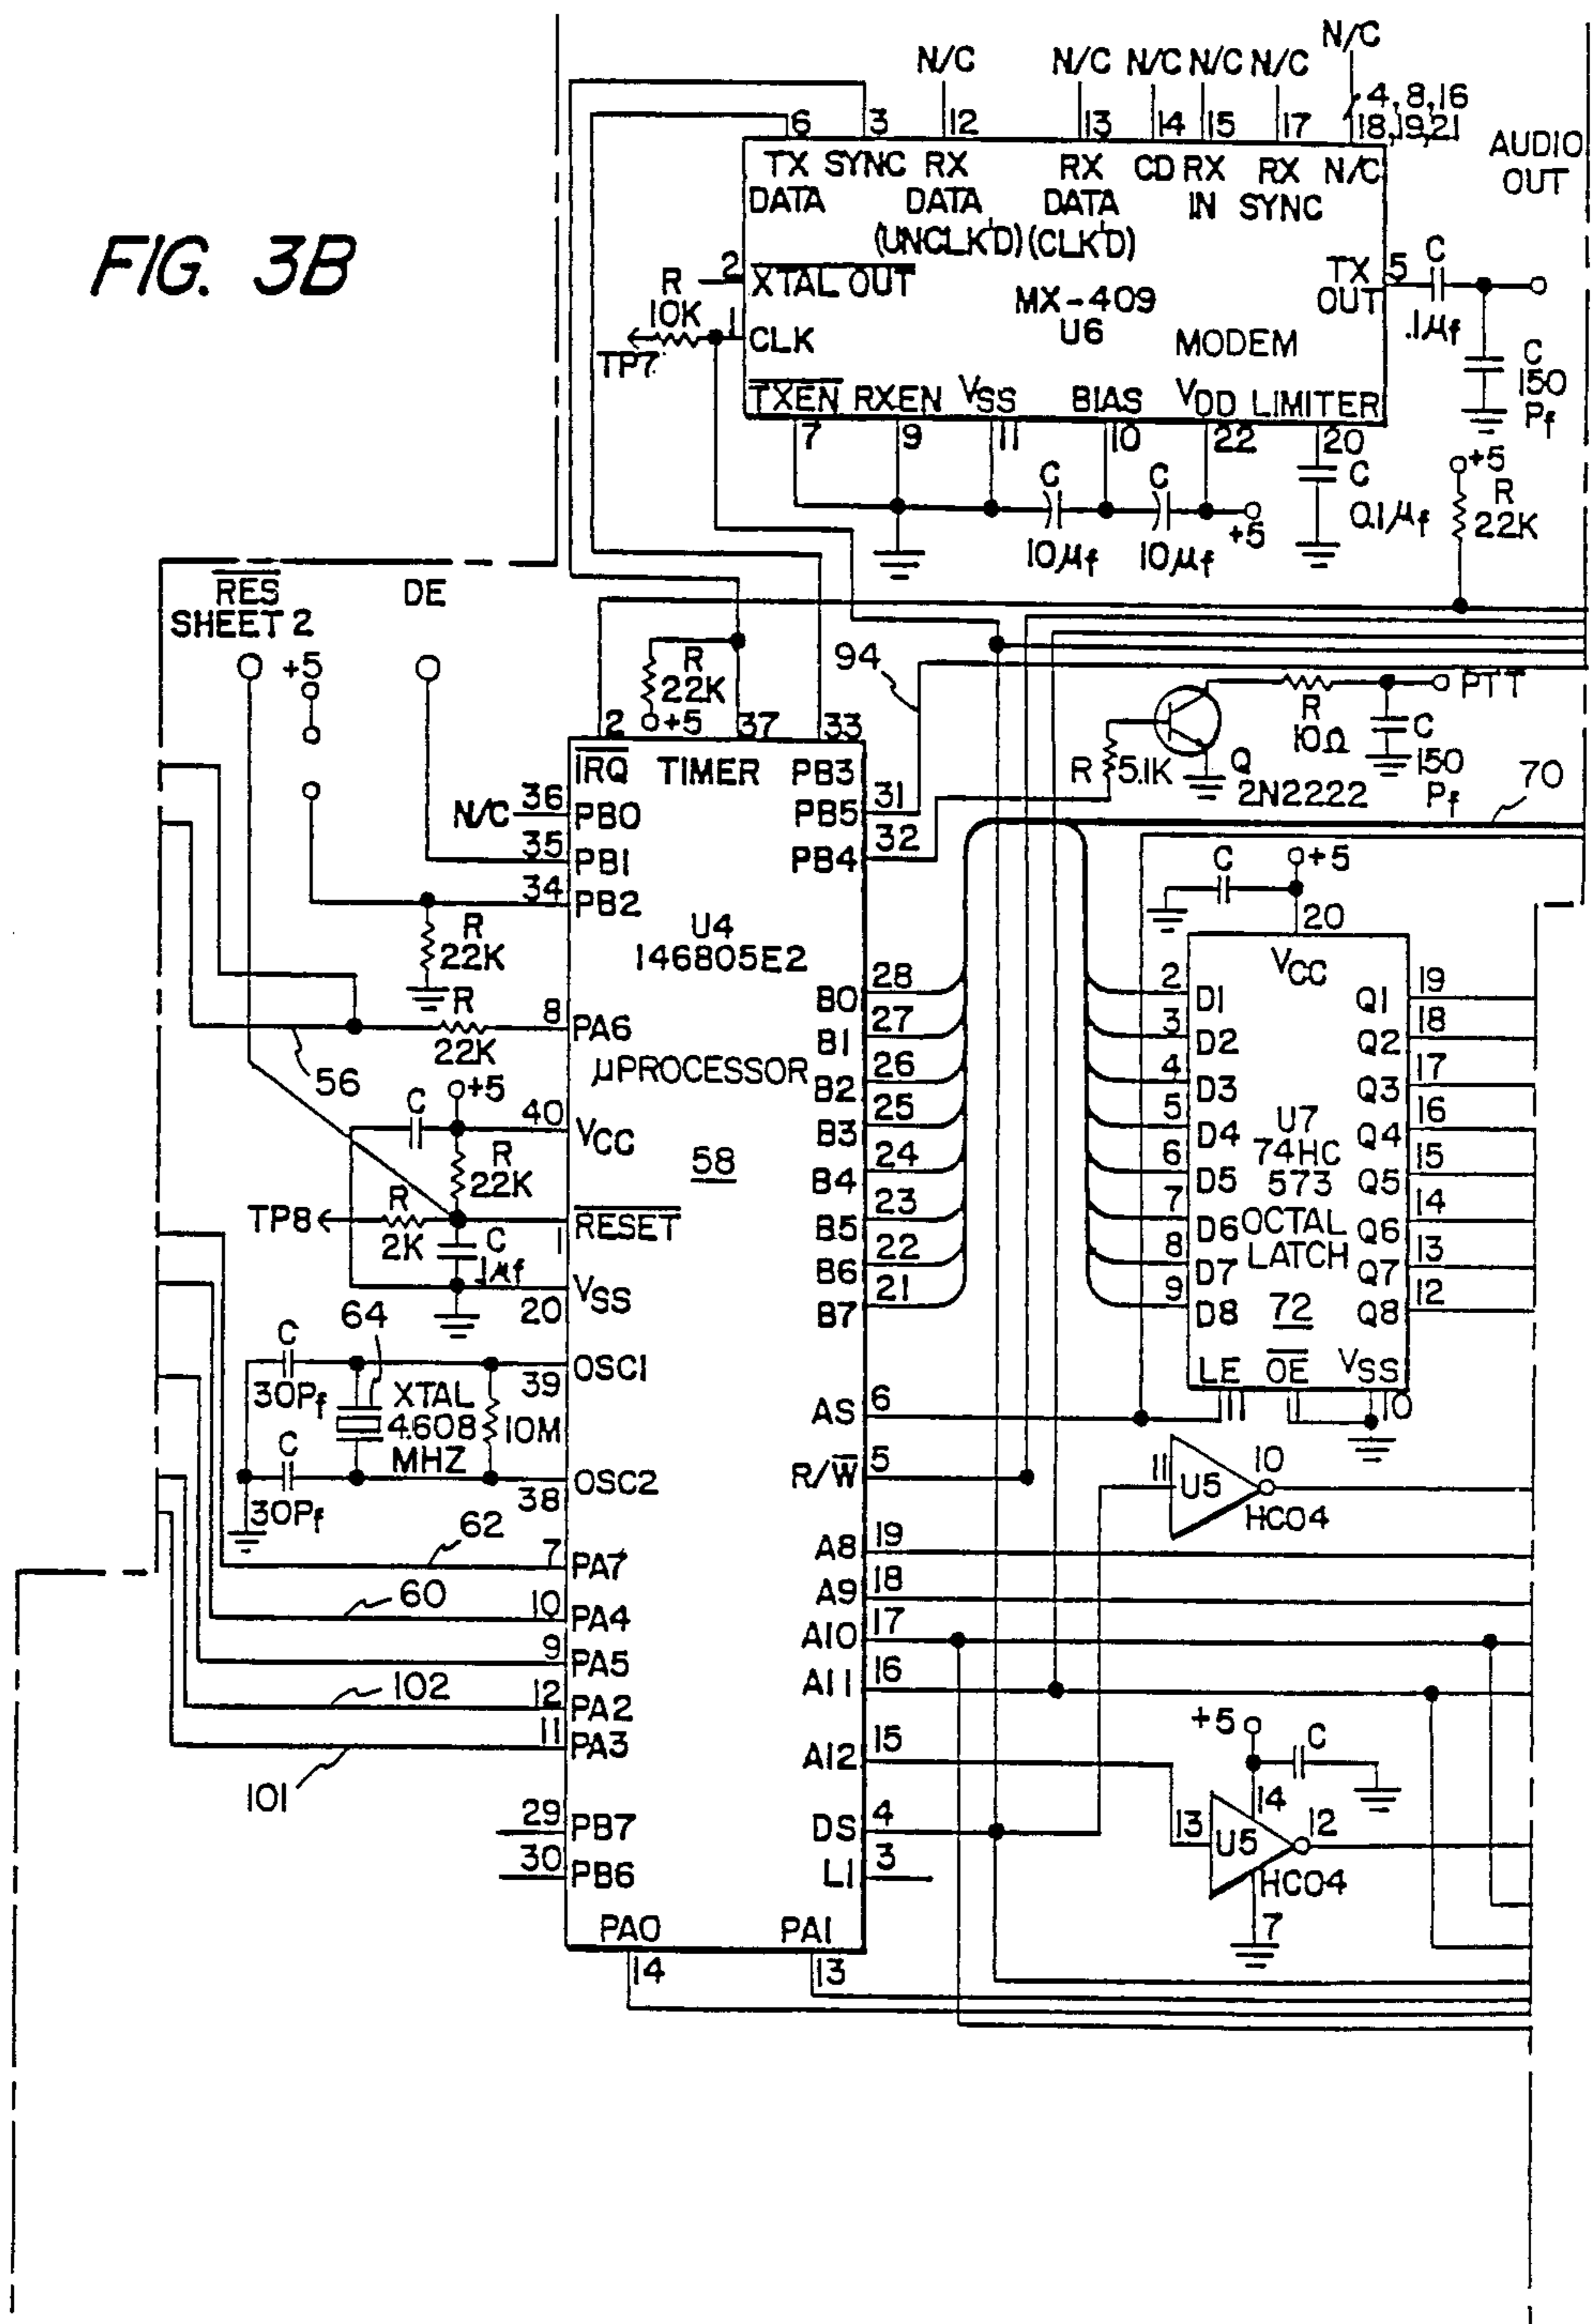 FIG. 3B
N/C N/C N/C N/C N/C N/C
4, 8, 16
18, 19, 21
6 3 12 13 14 15 17
AUDIO
OUT
TX SYNC RX RX CD RX RX N/C
DATA DATA DATA IN SYNC
(UNCLK'D) (CLK'D)
2 XTAL OUT
R
10K
1 CLK
TP7
MX-409
U6
MODEM
TX
OUT
5 C
.1µf
C
150
Pf
TXEN RXEN VSS BIAS VDD LIMITER
7 9 11 10 22 20
C C C
10µf 10µf +5 0.1µf
+5
R
22K
RES DE
SHEET 2
+5
R
22K
+5
94
2 37 33
IRQ TIMER PB3
N/C 36 PB0
35 PB1
34 PB2
PB5 31
PB4 32
R 5.1K
Q
2N2222
R
10Ω
PTT
C
150
Pf
70
R
22K
U4
146805E2
R
22K
8 PA6
56
µPROCESSOR
58
C +5
40 VCC
R
22K
TP8 R
2K
1 RESET
C
.1µf
20 VSS
64
C
30Pf
XTAL
4.608
MHZ
10M
39 OSC1
C
30Pf
38 OSC2
62
7 PA7
60
10 PA4
9 PA5
102
12 PA2
11 PA3
101
29 PB7
30 PB6
PA0 PA1
14 13
B0 28
B1 27
B2 26
B3 25
B4 24
B5 23
B6 22
B7 21
AS 6
R/W 5
A8 19
A9 18
A10 17
A11 16
A12 15
DS 4
LI 3
C +5
20
VCC
2 D1 Q1 19
3 D2 Q2 18
4 D3 Q3 17
5 D4 Q4 16
6 D5 Q5 15
7 D6 Q6 14
8 D7 Q7 13
9 D8 Q8 12
U7
74HC
573
OCTAL
LATCH
72
LE OE VSS
11 1 10
11 U5 10
HC04
+5 C
14
13 U5 12
HC04
7